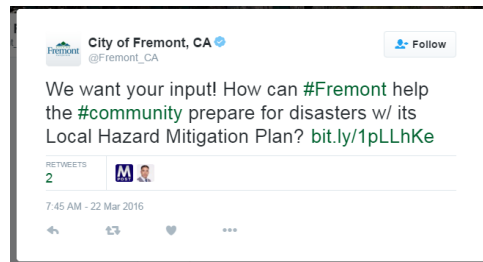 Fremont
City of Fremont, CA
@Fremont_CA
Follow
We want your input! How can #Fremont help
the #community prepare for disasters w/ its
Local Hazard Mitigation Plan? bit.ly/1pLLhKe
RETWEETS
2
M
7:45 AM - 22 Mar 2016